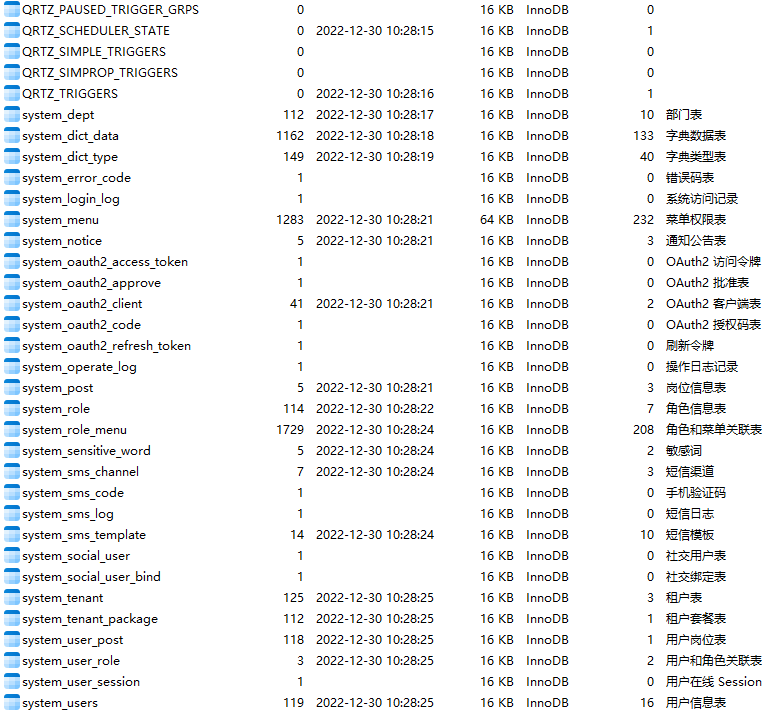 QRTZ_PAUSED_TRIGGER_GRPS 0 16 KB InnoDB 0
QRTZ_SCHEDULER_STATE 0 2022-12-30 10:28:15 16 KB InnoDB 1
QRTZ_SIMPLE_TRIGGERS 0 16 KB InnoDB 0
QRTZ_SIMPROP_TRIGGERS 0 16 KB InnoDB 0
QRTZ_TRIGGERS 0 2022-12-30 10:28:16 16 KB InnoDB 1
system_dept 112 2022-12-30 10:28:17 16 KB InnoDB 10 部门表
system_dict_data 1162 2022-12-30 10:28:18 16 KB InnoDB 133 字典数据表
system_dict_type 149 2022-12-30 10:28:19 16 KB InnoDB 40 字典类型表
system_error_code 1 16 KB InnoDB 0 错误码表
system_login_log 1 16 KB InnoDB 0 系统访问记录
system_menu 1283 2022-12-30 10:28:21 64 KB InnoDB 232 菜单权限表
system_notice 5 2022-12-30 10:28:21 16 KB InnoDB 3 通知公告表
system_oauth2_access_token 1 16 KB InnoDB 0 OAuth2 访问令牌
system_oauth2_approve 1 16 KB InnoDB 0 OAuth2 批准表
system_oauth2_client 41 2022-12-30 10:28:21 16 KB InnoDB 2 OAuth2 客户端表
system_oauth2_code 1 16 KB InnoDB 0 OAuth2 授权码表
system_oauth2_refresh_token 1 16 KB InnoDB 0 刷新令牌
system_operate_log 1 16 KB InnoDB 0 操作日志记录
system_post 5 2022-12-30 10:28:21 16 KB InnoDB 3 岗位信息表
system_role 114 2022-12-30 10:28:22 16 KB InnoDB 7 角色信息表
system_role_menu 1729 2022-12-30 10:28:24 16 KB InnoDB 208 角色和菜单关联表
system_sensitive_word 5 2022-12-30 10:28:24 16 KB InnoDB 2 敏感词
system_sms_channel 7 2022-12-30 10:28:24 16 KB InnoDB 3 短信渠道
system_sms_code 1 16 KB InnoDB 0 手机验证码
system_sms_log 1 16 KB InnoDB 0 短信日志
system_sms_template 14 2022-12-30 10:28:24 16 KB InnoDB 10 短信模板
system_social_user 1 16 KB InnoDB 0 社交用户表
system_social_user_bind 1 16 KB InnoDB 0 社交绑定表
system_tenant 125 2022-12-30 10:28:25 16 KB InnoDB 3 租户表
system_tenant_package 112 2022-12-30 10:28:25 16 KB InnoDB 1 租户套餐表
system_user_post 118 2022-12-30 10:28:25 16 KB InnoDB 1 用户岗位表
system_user_role 3 2022-12-30 10:28:25 16 KB InnoDB 2 用户和角色关联表
system_user_session 1 16 KB InnoDB 0 用户在线 Session
system_users 119 2022-12-30 10:28:25 16 KB InnoDB 16 用户信息表